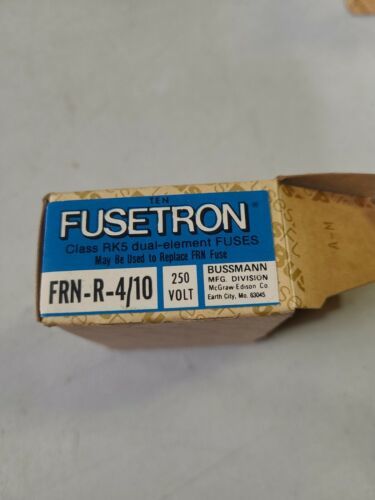 TEN
FUSETRON®
Class RK5 dual-element FUSES
May Be Used to Replace FRN Fuse
FRN-R-4/10
250
VOLT
BUSSMANN
MFG. DIVISION
McGraw-Edison Co.
Earth City, Mo. 63045
A-M